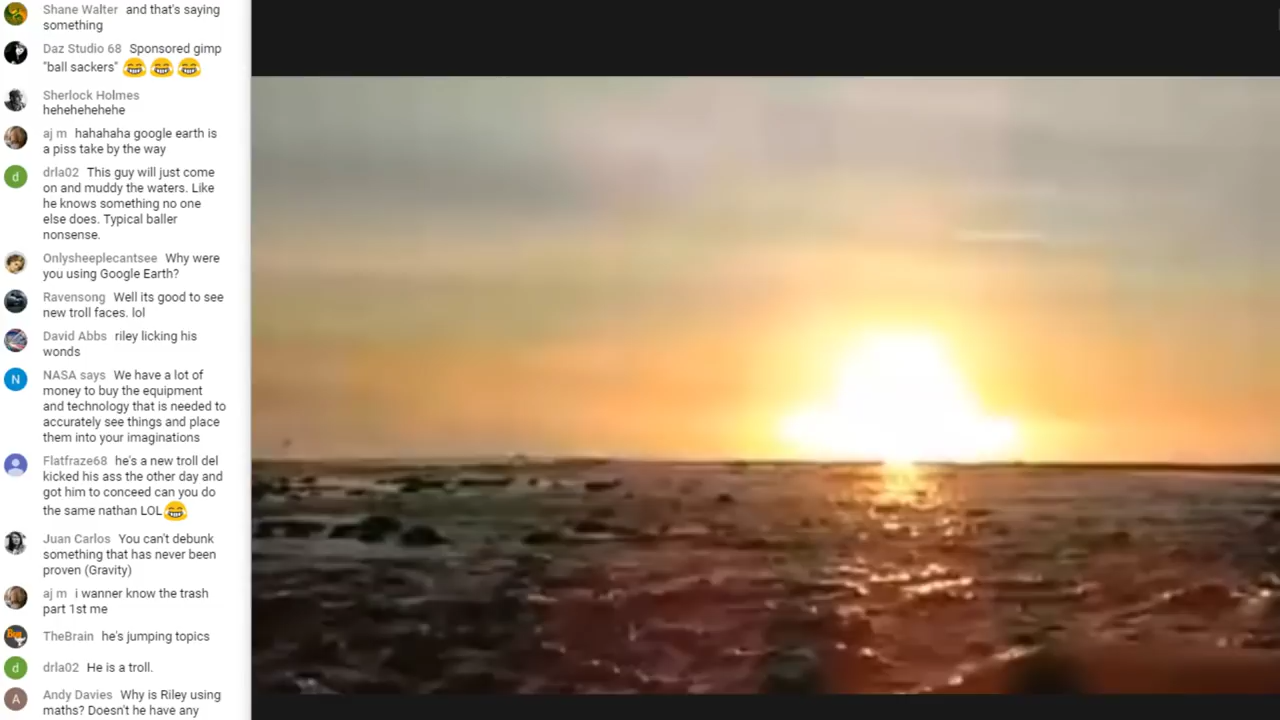 Shane Walter and that's saying
something
Daz Studio 68 Sponsored gimp
"ball sackers" 😂 😂 😂
Sherlock Holmes
hehehehehehe
aj m hahahaha google earth is
a piss take by the way
d drla02 This guy will just come
on and muddy the waters. Like
he knows something no one
else does. Typical baller
nonsense.
Onlysheeplecantsee Why were
you using Google Earth?
Ravensong Well its good to see
new troll faces. lol
David Abbs riley licking his
wonds
N NASA says We have a lot of
money to buy the equipment
and technology that is needed to
accurately see things and place
them into your imaginations
Flatfraze68 he's a new troll del
kicked his ass the other day and
got him to conceed can you do
the same nathan LOL😂
Juan Carlos You can't debunk
something that has never been
proven (Gravity)
aj m i wanner know the trash
part 1st me
TheBrain he's jumping topics
d drla02 He is a troll.
A Andy Davies Why is Riley using
maths? Doesn't he have any